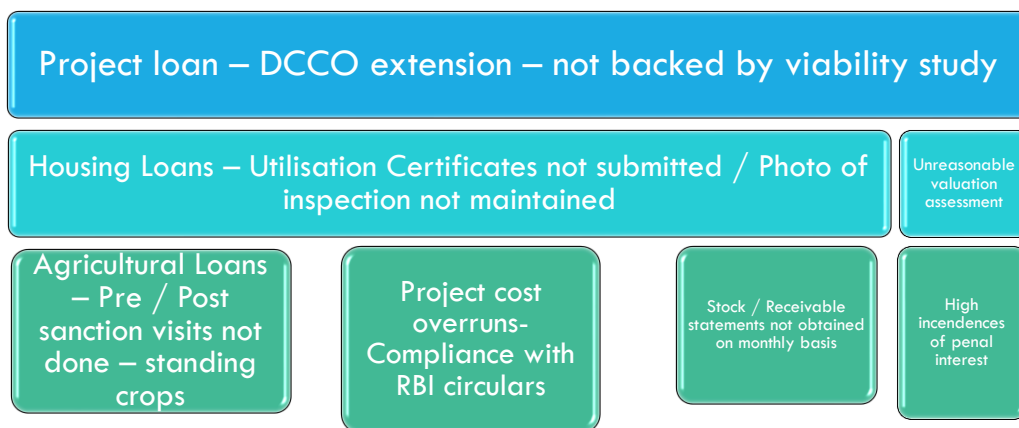 Project loan – DCCO extension – not backed by viability study
Housing Loans – Utilisation Certificates not submitted / Photo of
inspection not maintained
Unreasonable
valuation
assessment
Agricultural Loans
– Pre / Post
sanction visits not
done – standing
crops
Project cost
overruns-
Compliance with
RBI circulars
Stock / Receivable
statements not obtained
on monthly basis
High
incendences
of penal
interest